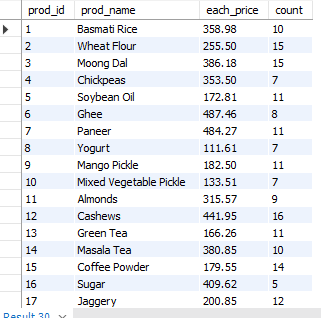 prod_id prod_name each_price count
1 Basmati Rice 358.98 10
2 Wheat Flour 255.50 15
3 Moong Dal 386.18 15
4 Chickpeas 353.50 7
5 Soybean Oil 172.81 11
6 Ghee 487.46 8
7 Paneer 484.27 11
8 Yogurt 111.61 7
9 Mango Pickle 182.50 11
10 Mixed Vegetable Pickle 133.51 7
11 Almonds 315.57 9
12 Cashews 441.95 16
13 Green Tea 166.26 11
14 Masala Tea 380.85 10
15 Coffee Powder 179.55 14
16 Sugar 409.62 5
17 Jaggery 200.85 12
Result 30